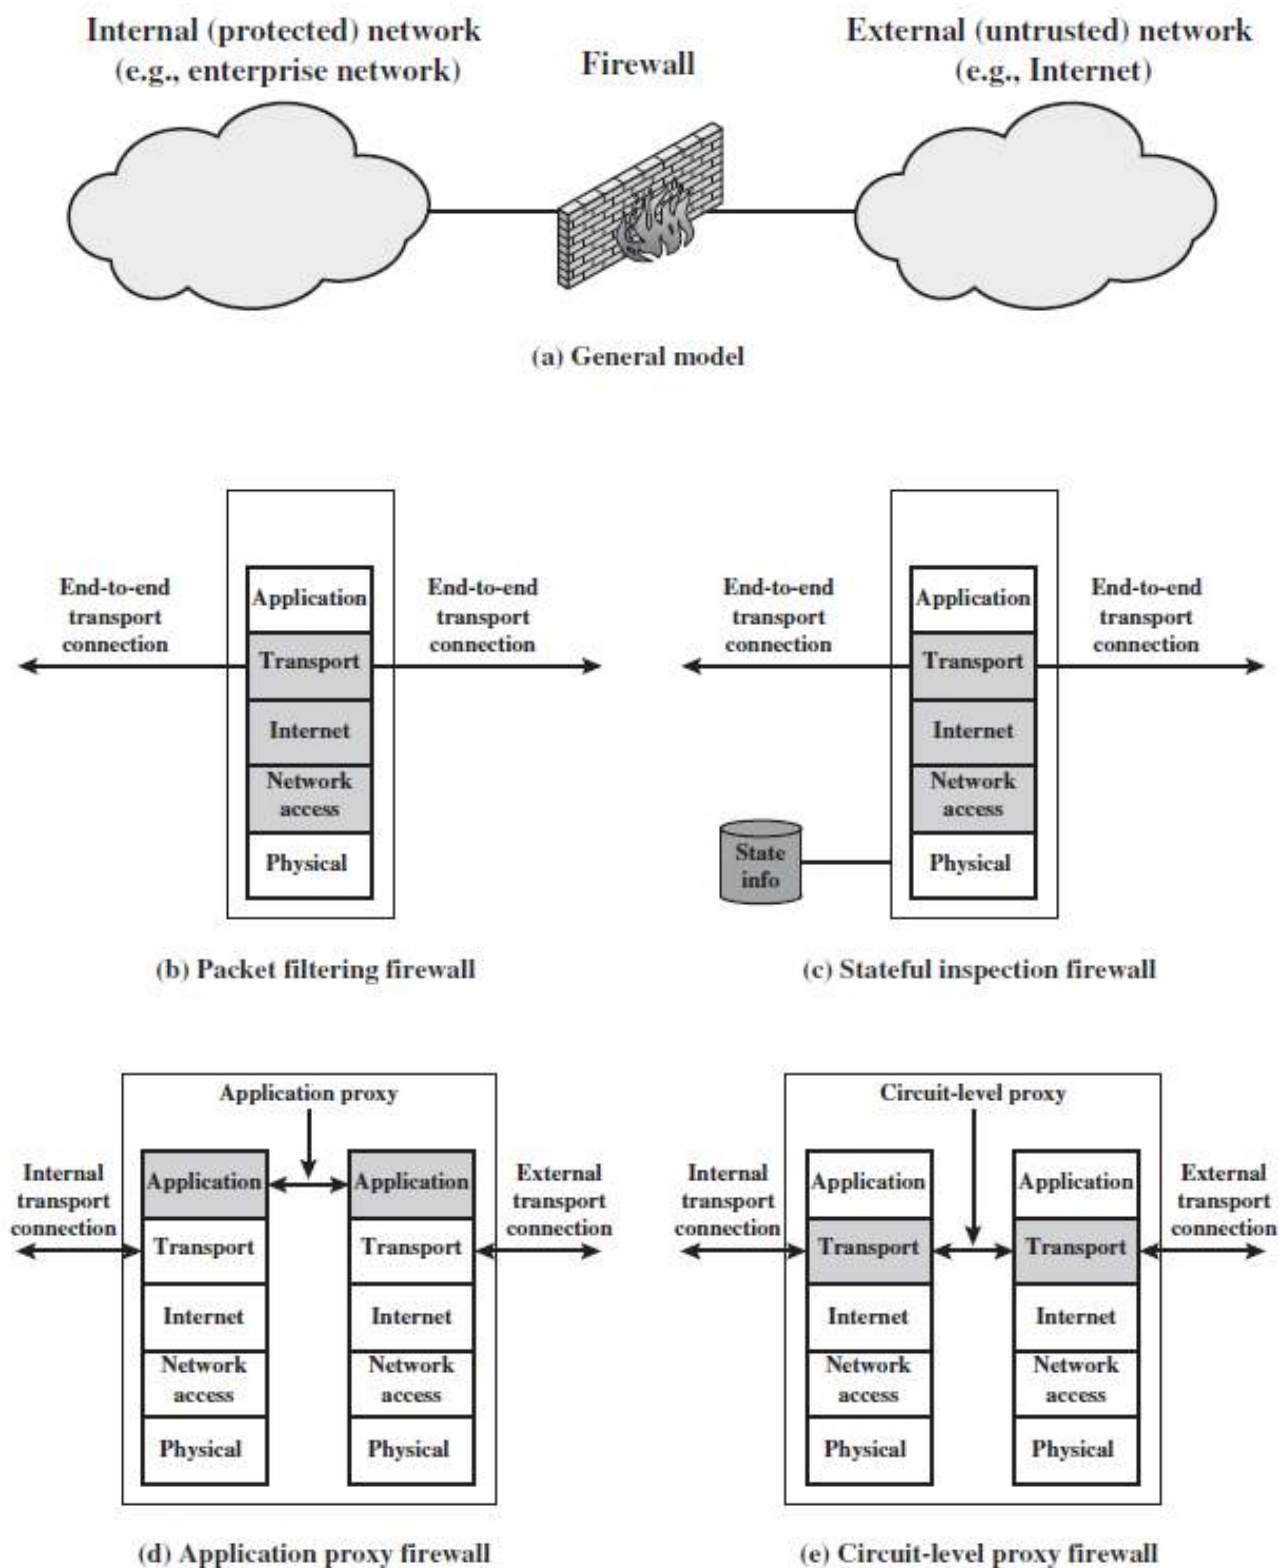 Internal (protected) network
(e.g., enterprise network)
Firewall
External (untrusted) network
(e.g., Internet)
(a) General model
End-to-end
transport
connection
Application
Transport
Internet
Network
access
Physical
End-to-end
transport
connection
(b) Packet filtering firewall
End-to-end
transport
connection
Application
Transport
Internet
Network
access
Physical
End-to-end
transport
connection
State
info
(c) Stateful inspection firewall
Application proxy
Internal
transport
connection
Application
Transport
Internet
Network
access
Physical
Application
Transport
Internet
Network
access
Physical
External
transport
connection
(d) Application proxy firewall
Circuit-level proxy
Internal
transport
connection
Application
Transport
Internet
Network
access
Physical
Application
Transport
Internet
Network
access
Physical
External
transport
connection
(e) Circuit-level proxy firewall